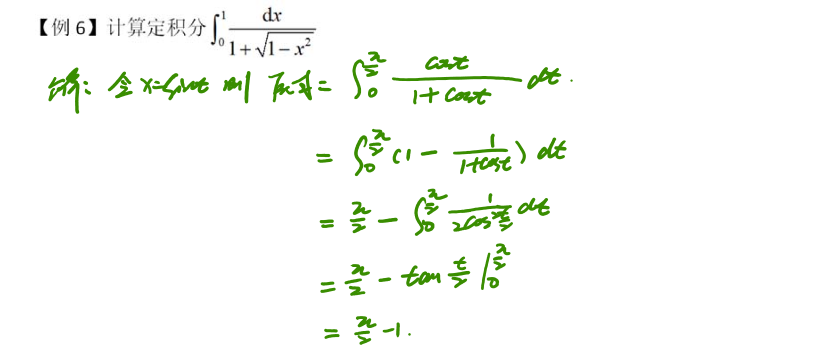 【例 6】计算定积分 $\int_0^1 \frac{\mathrm{d}x}{1+\sqrt{1-x^2}}$
解：令 $x=\sin t$ 则 原式 $= \int_0^{\frac{\pi}{2}} \frac{\cos t}{1+\cos t} dt.$
$= \int_0^{\frac{\pi}{2}} (1 - \frac{1}{1+\cos t}) dt$
$= \frac{\pi}{2} - \int_0^{\frac{\pi}{2}} \frac{1}{2\cos^2\frac{t}{2}} dt$
$= \frac{\pi}{2} - \tan \frac{t}{2} \Big|_0^{\frac{\pi}{2}}$
$= \frac{\pi}{2} - 1.$